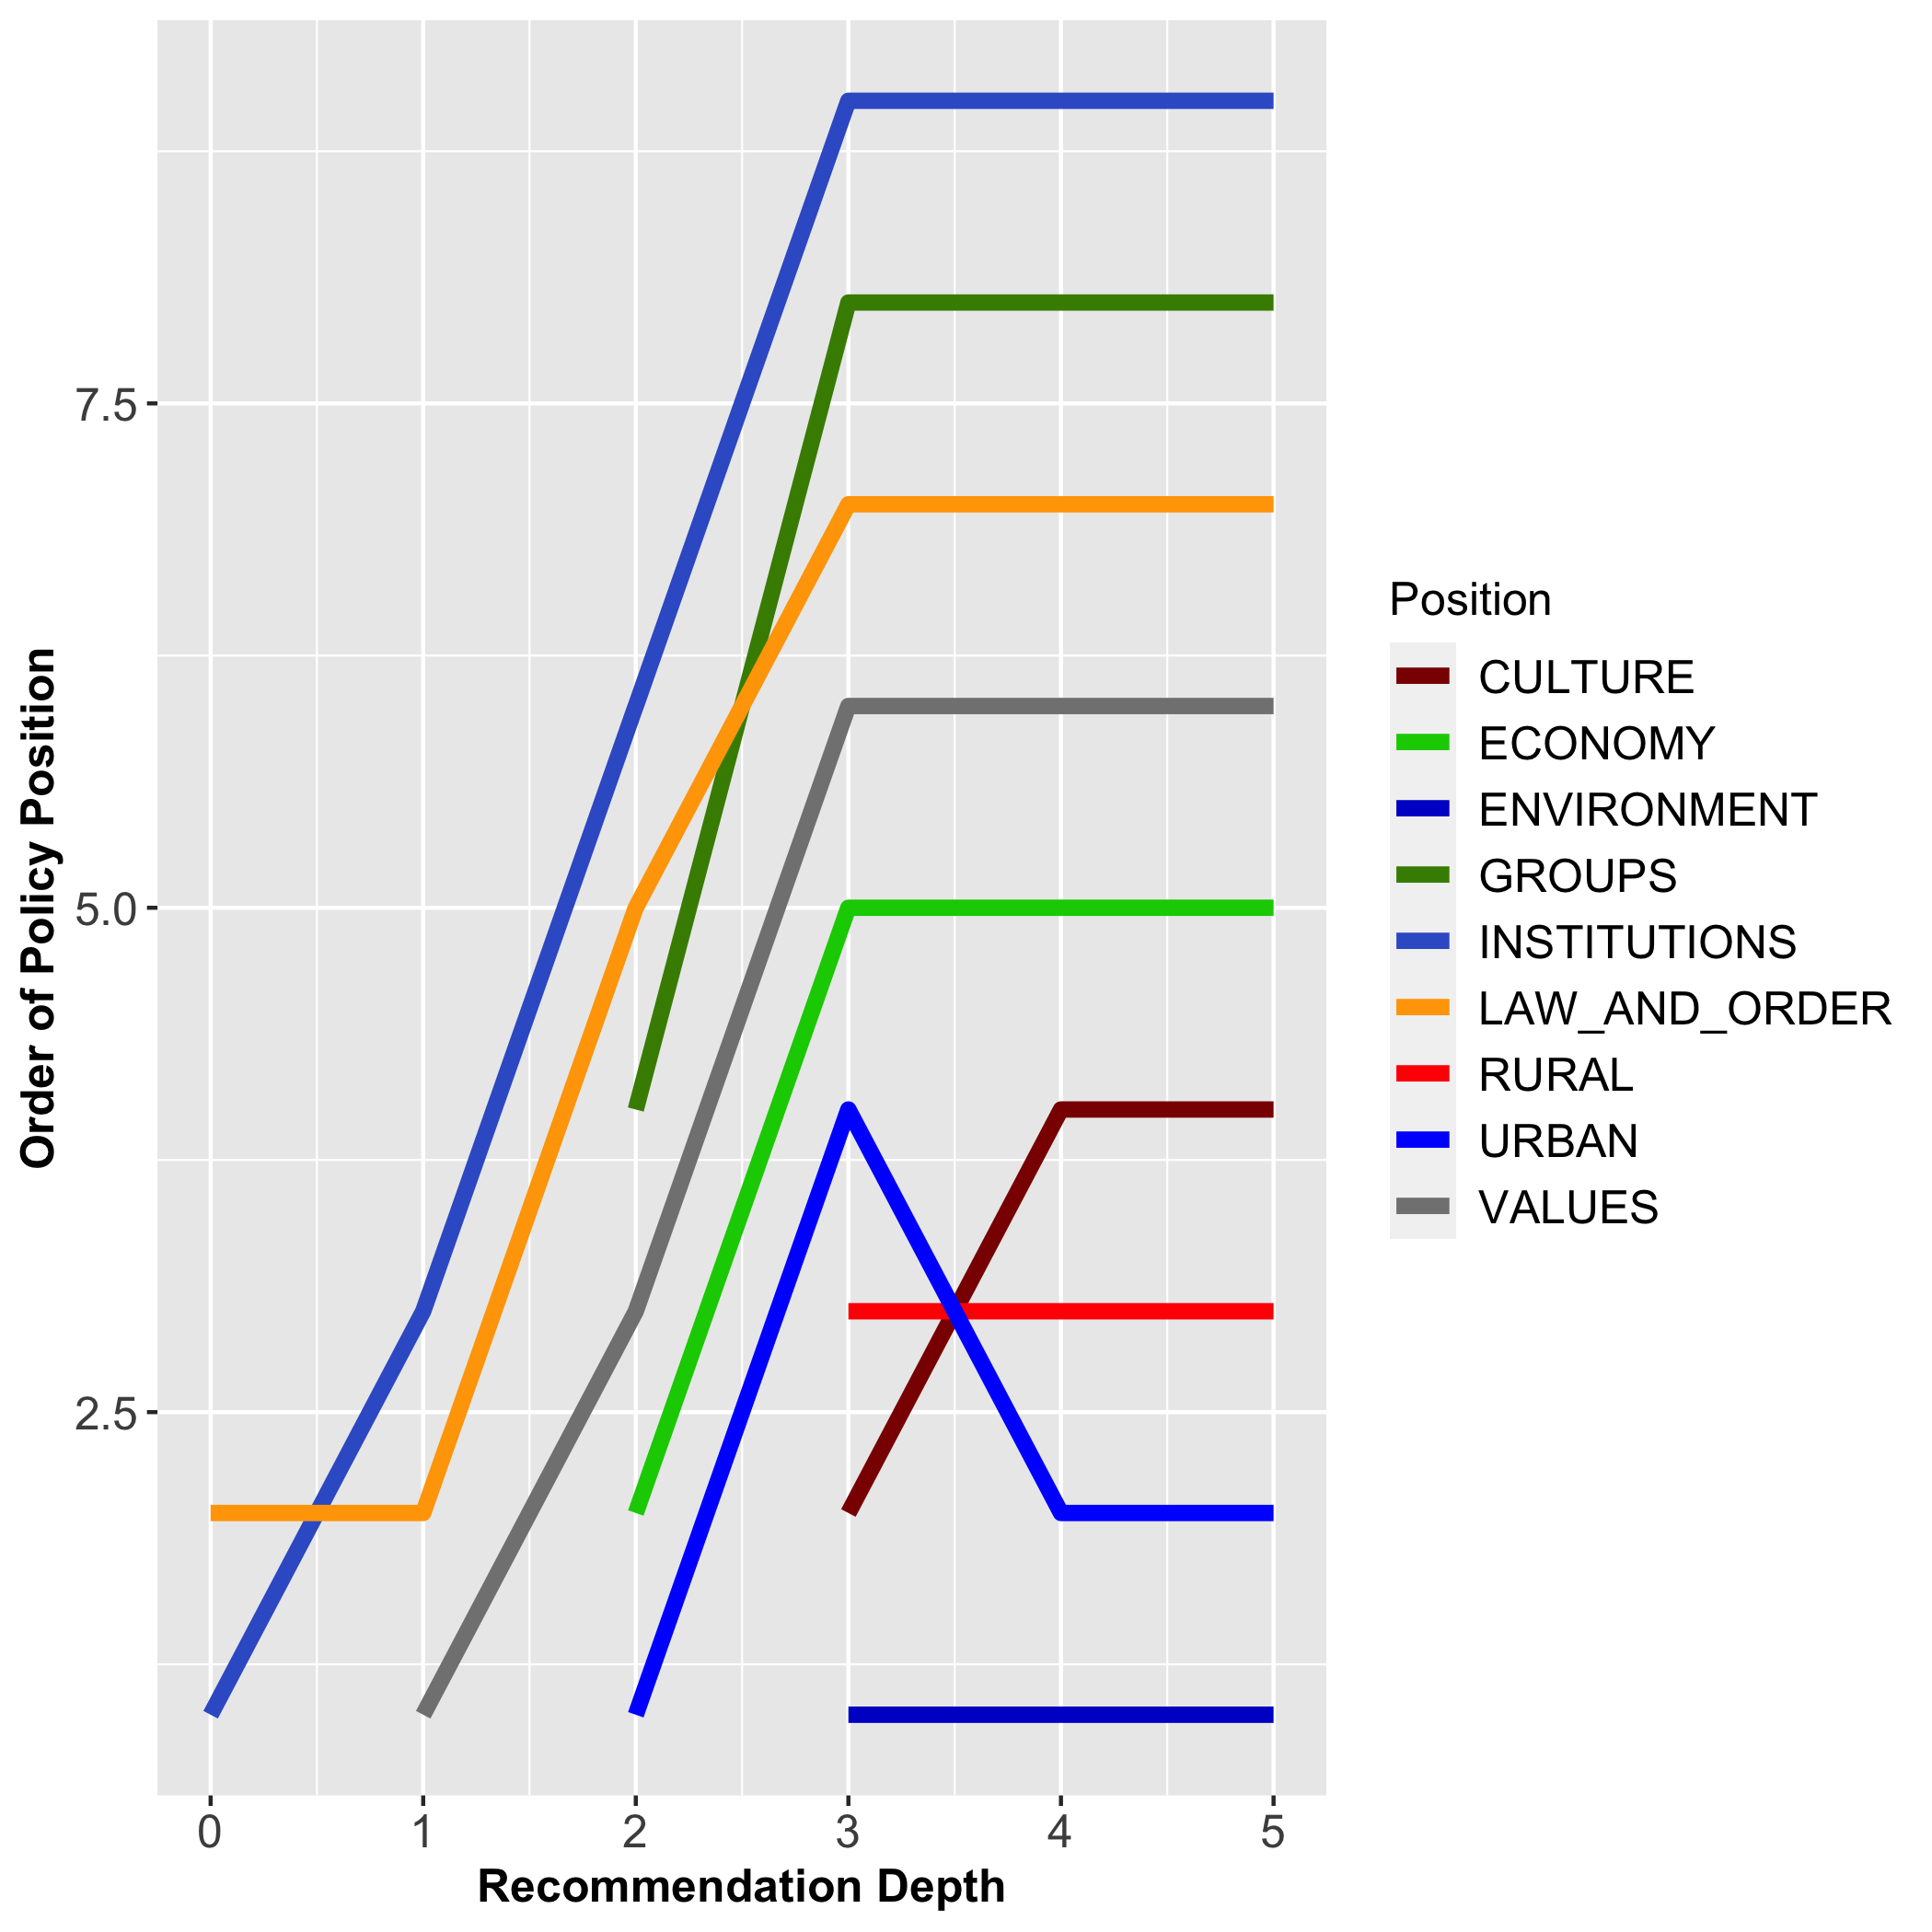 7.5
5.0
2.5
Order of Policy Position
0 1 2 3 4 5
Recommendation Depth
Position
CULTURE
ECONOMY
ENVIRONMENT
GROUPS
INSTITUTIONS
LAW_AND_ORDER
RURAL
URBAN
VALUES